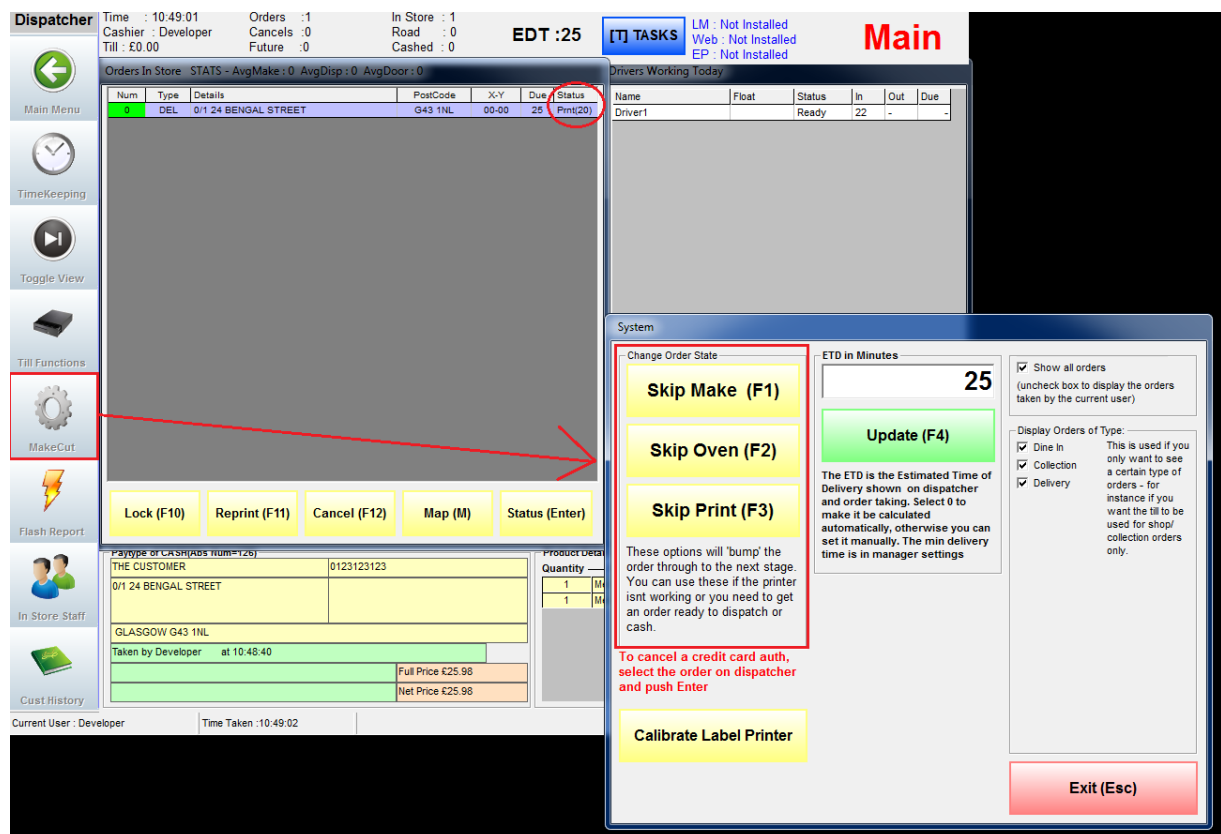 Dispatcher
Time : 10:49:01 Orders :1 In Store : 1
Cashier : Developer Cancels :0 Road : 0
Till : £0.00 Future :0 Cashed : 0
EDT :25
[T] TASKS
LM : Not Installed
Web : Not Installed
EP : Not Installed
Main
Main Menu
TimeKeeping
Toggle View
Till Functions
MakeCut
Flash Report
In Store Staff
Cust History
Orders In Store STATS - AvgMake : 0 AvgDisp : 0 AvgDoor : 0
Num Type Details PostCode X-Y Due Status
0 DEL 0/1 24 BENGAL STREET G43 1NL 00-00 25 Prnt(20)
Lock (F10) Reprint (F11) Cancel (F12) Map (M) Status (Enter)
Drivers Working Today
Name Float Status In Out Due
Driver1 Ready 22 - -
Paytype of CASH(Abs Num=126)
THE CUSTOMER 0123123123
0/1 24 BENGAL STREET
GLASGOW G43 1NL
Taken by Developer at 10:48:40
Full Price £25.98
Net Price £25.98
Product Deta
Quantity
1 Me
1 Me
Current User : Developer Time Taken :10:49:02
System
Change Order State
Skip Make (F1)
Skip Oven (F2)
Skip Print (F3)
These options will 'bump' the
order through to the next stage.
You can use these if the printer
isnt working or you need to get
an order ready to dispatch or
cash.
To cancel a credit card auth,
select the order on dispatcher
and push Enter
Calibrate Label Printer
ETD in Minutes
25
Update (F4)
The ETD is the Estimated Time of
Delivery shown on dispatcher
and order taking. Select 0 to
make it be calculated
automatically, otherwise you can
set it manually. The min delivery
time is in manager settings
Show all orders
(uncheck box to display the orders
taken by the current user)
Display Orders of Type:
Dine In
Collection
Delivery
This is used if you
only want to see
a certain type of
orders - for
instance if you
want the till to be
used for shop/
collection orders
only.
Exit (Esc)